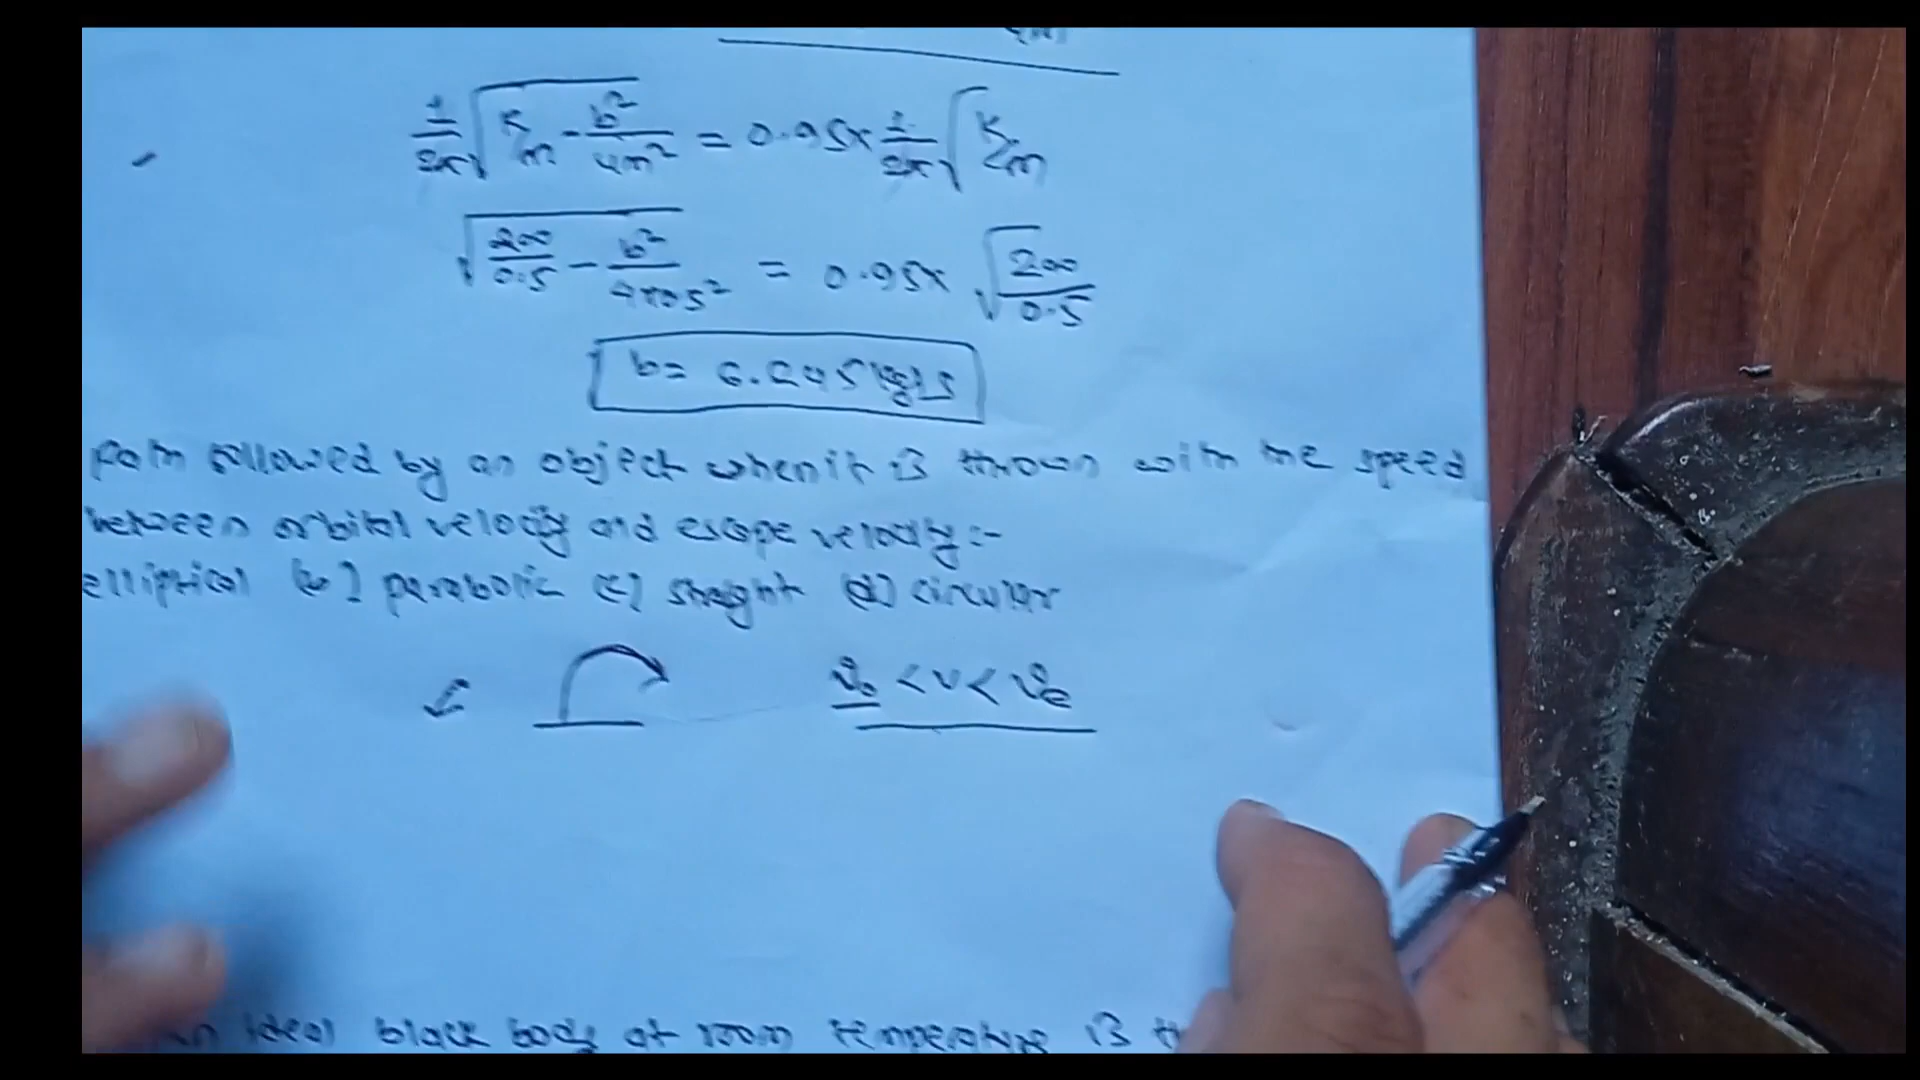 1/2π √(K/m - b²/4m²) = 0.95× 1/2π √(K/m)
√(200/0.5 - b²/4×0.5²) = 0.95× √(200/0.5)
b= 6.245 kg/s
Path followed by an object when it is thrown with the speed
between orbital velocity and escape velocity:-
elliptical (b) parabolic (c) straight (d) circular
v₀ < v < vₑ
an ideal black body at room temperature is